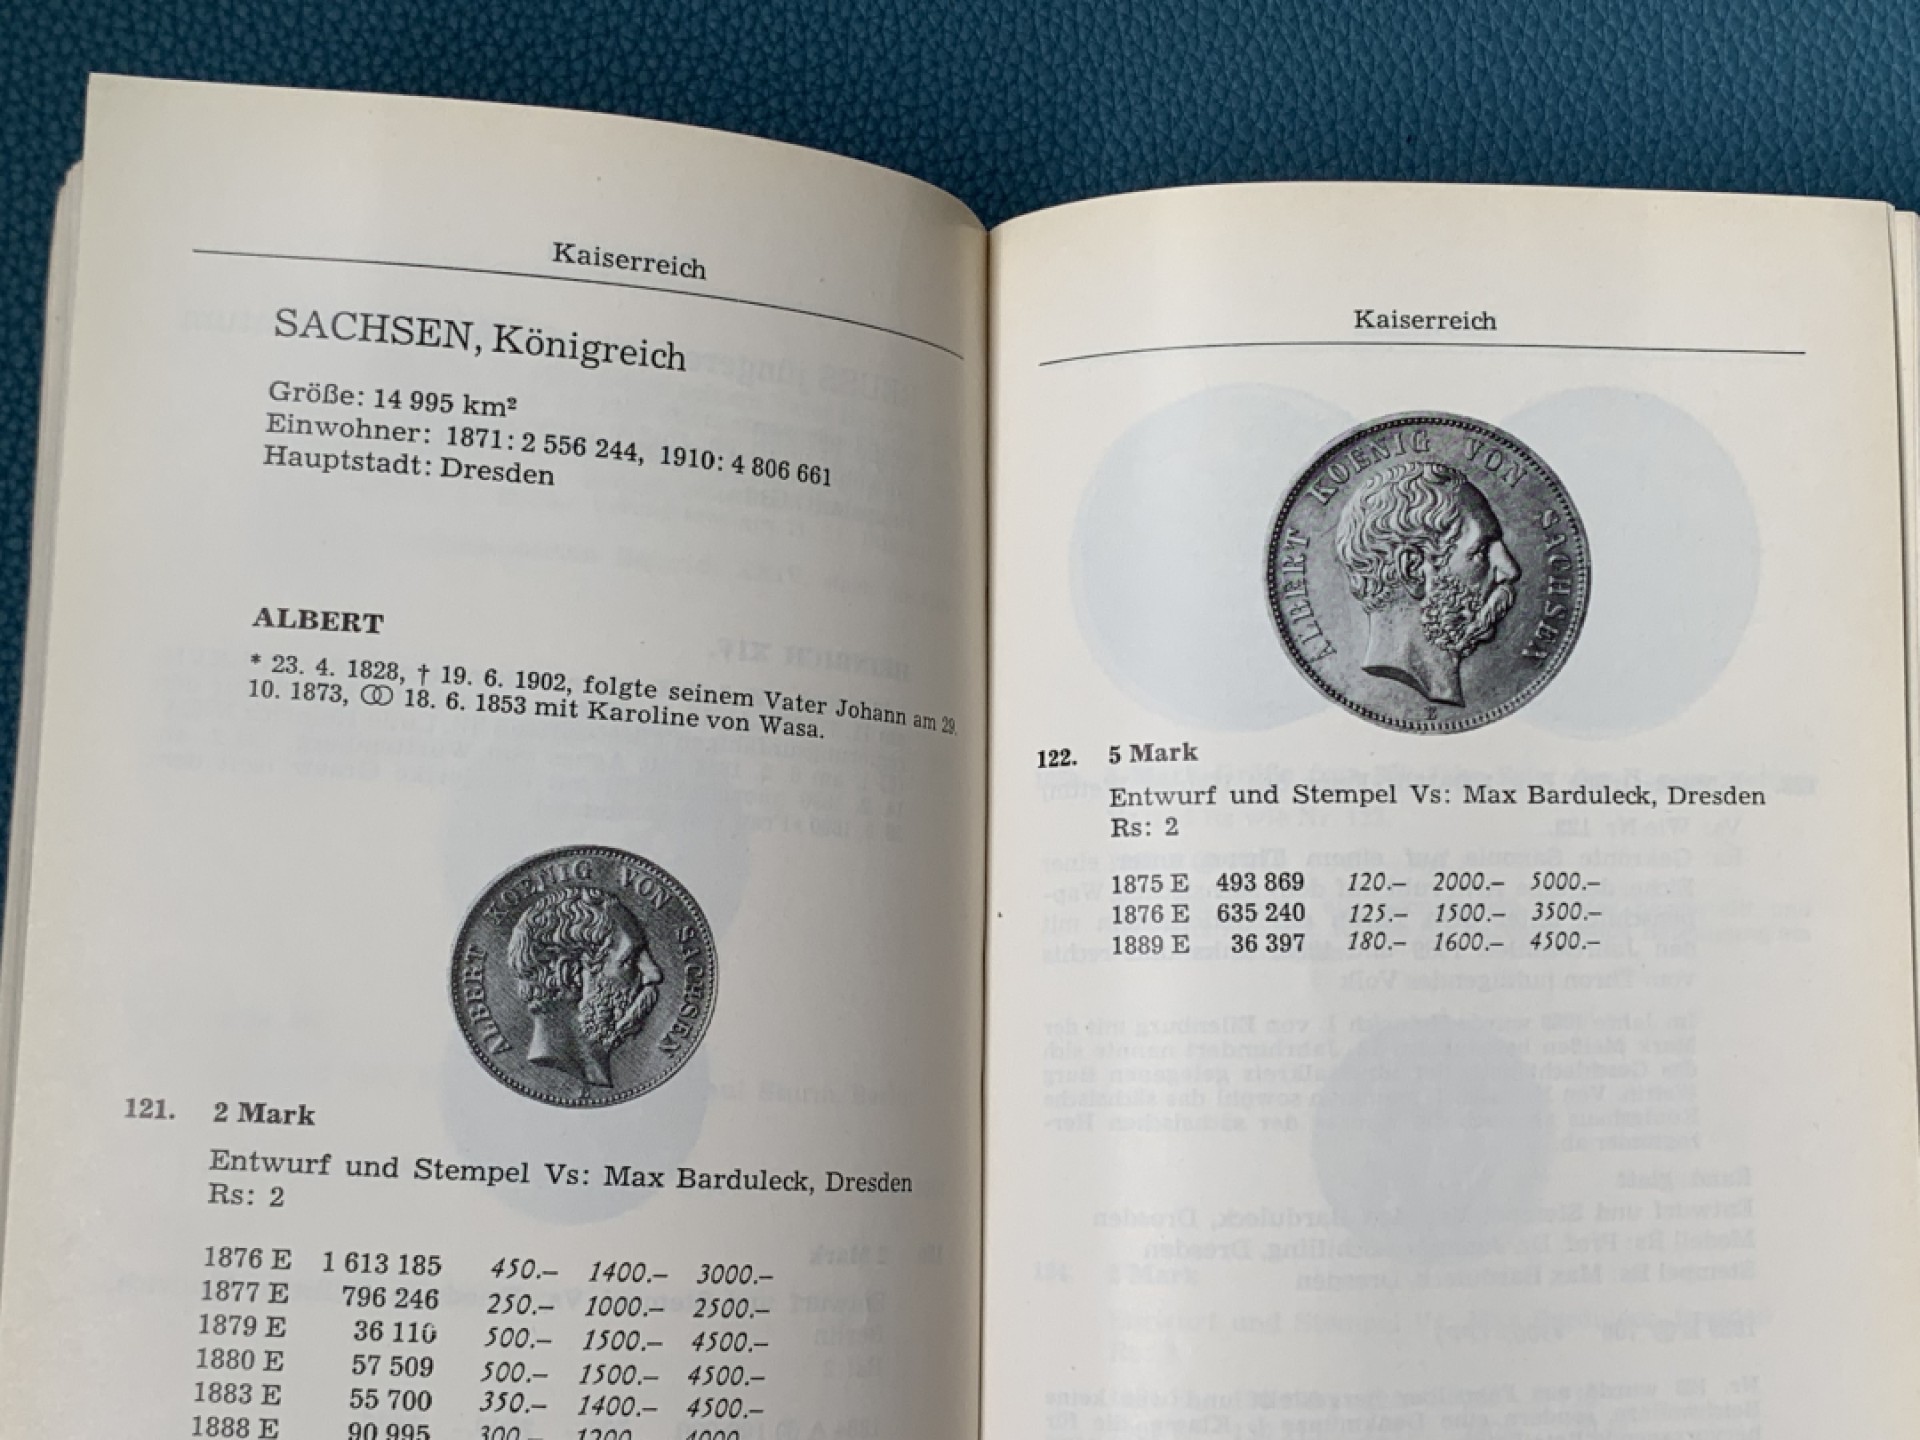 Kaiserreich
SACHSEN, Königreich
Größe: 14 995 km²
Einwohner: 1871: 2 556 244, 1910: 4 806 661
Hauptstadt: Dresden
ALBERT
* 23. 4. 1828, † 19. 6. 1902, folgte seinem Vater Johann am 29.
10. 1873, ⚭ 18. 6. 1853 mit Karoline von Wasa.
ALBERT KOENIG VON SACHSEN
E
121. 2 Mark
Entwurf und Stempel Vs: Max Barduleck, Dresden
Rs: 2
1876 E 1 613 185 450.– 1400.– 3000.–
1877 E 796 246 250.– 1000.– 2500.–
1879 E 36 110 500.– 1500.– 4500.–
1880 E 57 509 500.– 1500.– 4500.–
1883 E 55 700 350.– 1400.– 4500.–
1888 E 90 995 300.– 1200.– 4000.–
Kaiserreich
ALBERT KOENIG VON SACHSEN
E
122. 5 Mark
Entwurf und Stempel Vs: Max Barduleck, Dresden
Rs: 2
1875 E 493 869 120.– 2000.– 5000.–
1876 E 635 240 125.– 1500.– 3500.–
1889 E 36 397 180.– 1600.– 4500.–